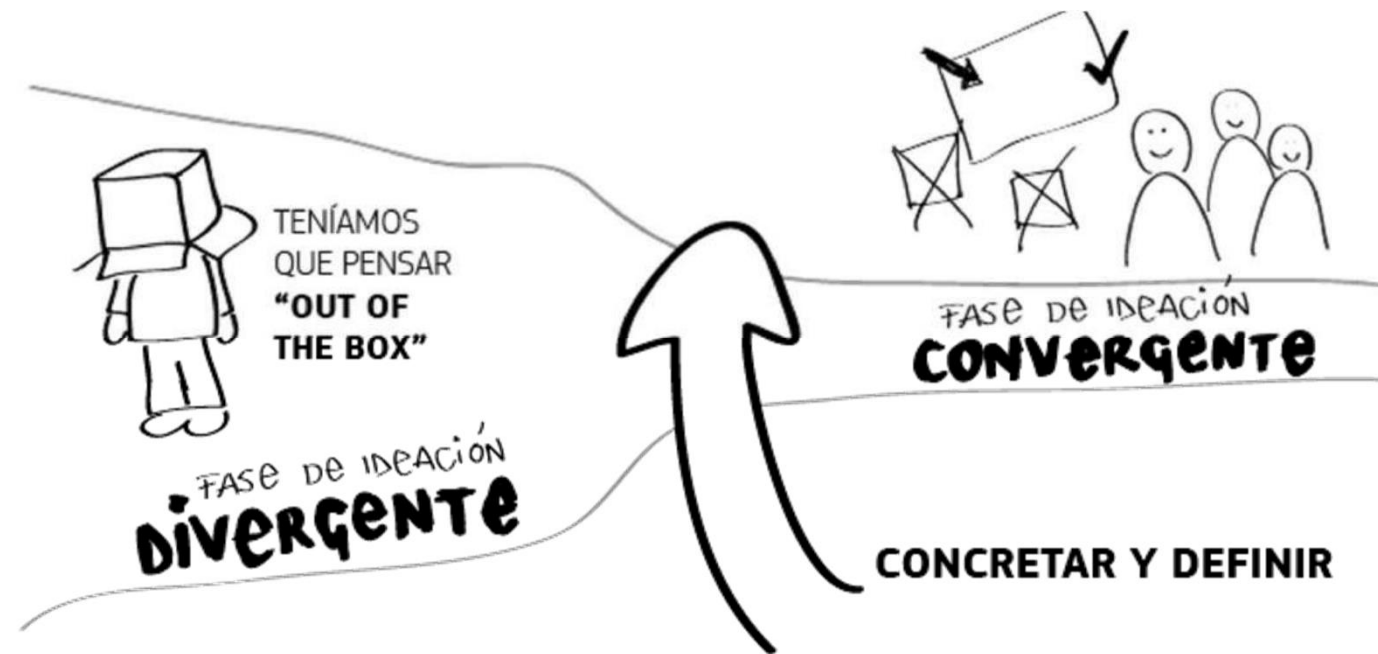 TENÍAMOS
QUE PENSAR
“OUT OF
THE BOX”
FASE DE IDEACIÓN
DIVERGENTE
FASE DE IDEACIÓN
CONVERGENTE
CONCRETAR Y DEFINIR